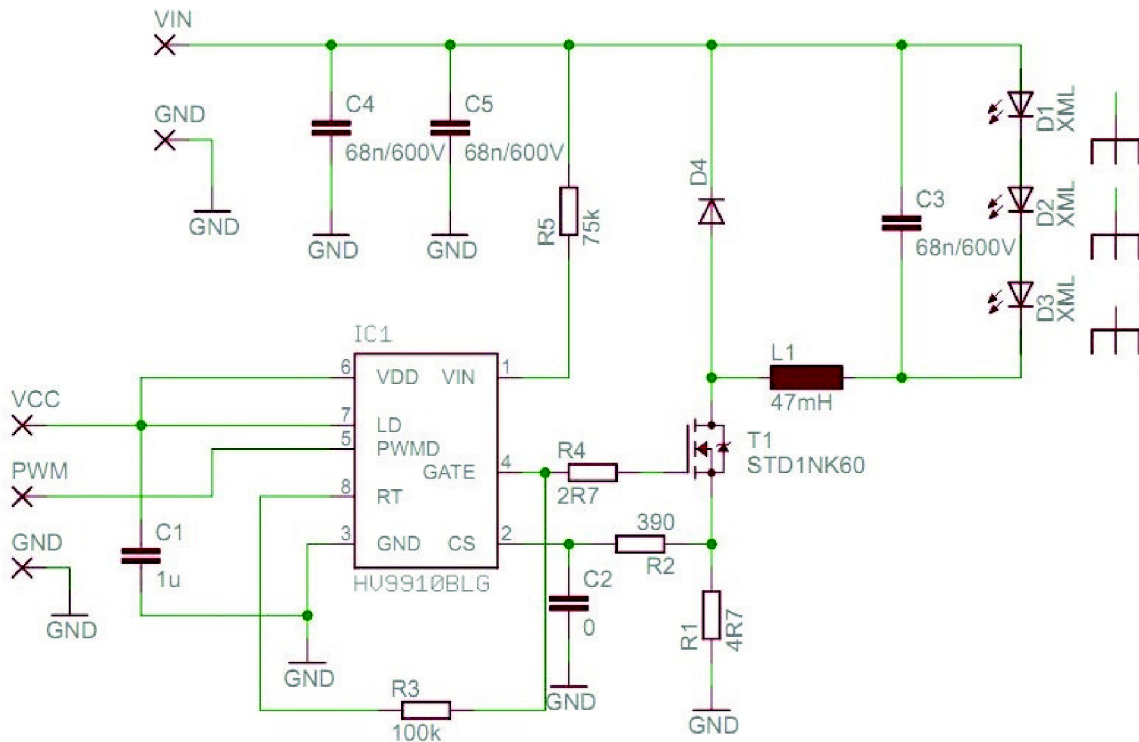 VIN
GND
GND
C4
68n/600V
GND
C5
68n/600V
GND
R5
75k
D4
C3
68n/600V
D1
XML
D2
XML
D3
XML
IC1
6
VDD
VIN
1
7
LD
5
PWMD
GATE
4
8
RT
3
GND
CS
2
HV9910BLG
VCC
PWM
GND
GND
C1
1u
GND
R3
100k
R4
2R7
390
R2
C2
0
GND
L1
47mH
T1
STD1NK60
R1
4R7
GND